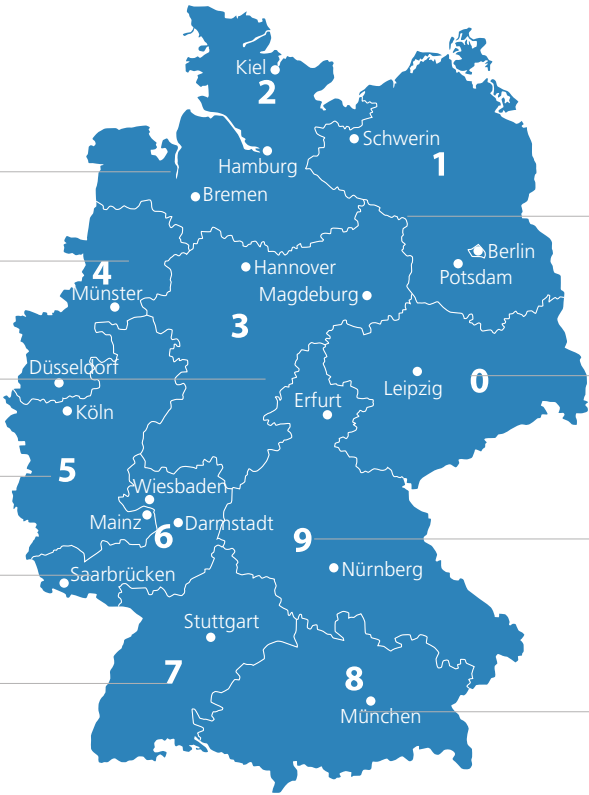 Kiel
2
Schwerin
1
Hamburg
Bremen
Berlin
Hannover
4
Potsdam
Münster
Magdeburg
3
Düsseldorf
0
Leipzig
Erfurt
Köln
5
Wiesbaden
Mainz
Darmstadt
6
9
Nürnberg
Saarbrücken
Stuttgart
7
8
München